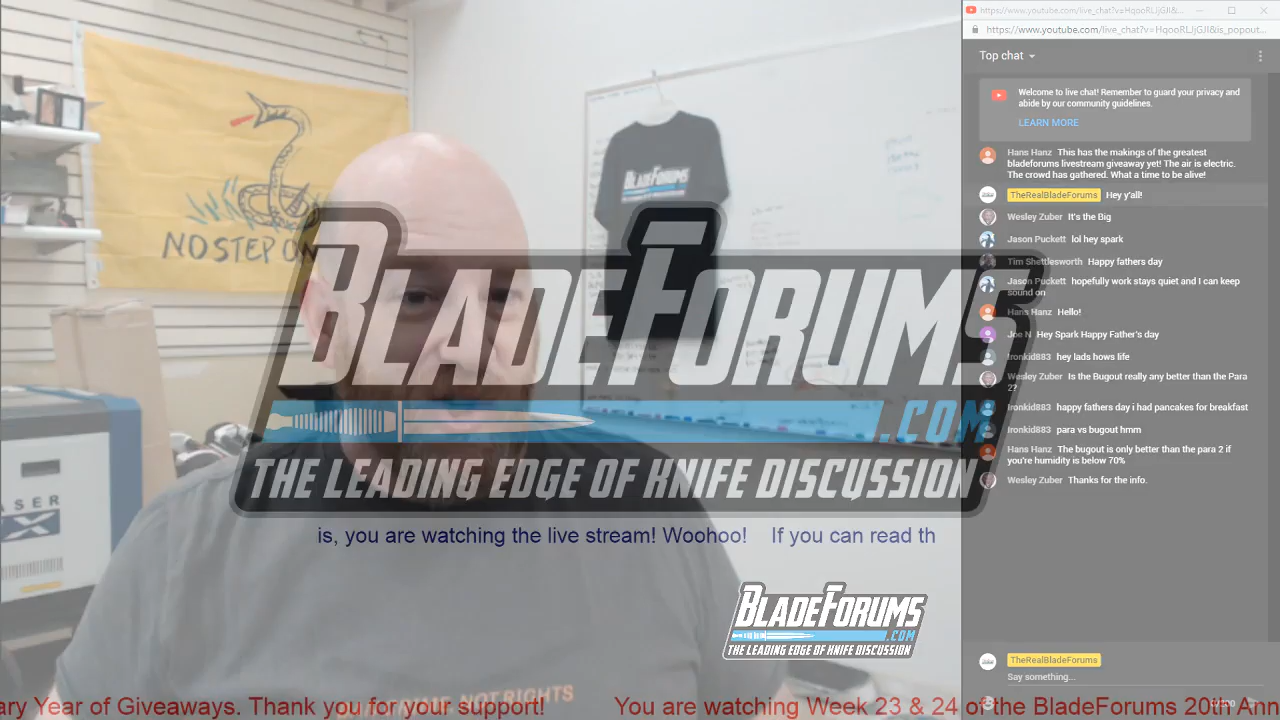 https://www.youtube.com/live_chat?v=HqooRLJjGJI&...
https://www.youtube.com/live_chat?v=HqooRLJjGJI&is_popout...
Top chat
Welcome to live chat! Remember to guard your privacy and
abide by our community guidelines.
LEARN MORE
Hans Hanz This has the makings of the greatest
bladeforums livestream giveaway yet! The air is electric.
The crowd has gathered. What a time to be alive!
TheRealBladeForums Hey y'all!
Wesley Zuber It's the Big
Jason Puckett lol hey spark
Tim Shettlesworth Happy fathers day
Jason Puckett hopefully work stays quiet and I can keep
sound on
Hans Hanz Hello!
Joe N Hey Spark Happy Father's day
Ironkid883 hey lads hows life
Wesley Zuber Is the Bugout really any better than the Para
2?
Ironkid883 happy fathers day i had pancakes for breakfast
Ironkid883 para vs bugout hmm
Hans Hanz The bugout is only better than the para 2 if
you're humidity is below 70%
Wesley Zuber Thanks for the info.
TheRealBladeForums
Say something...
NO STEP ON
BLADEFORUMS
BLADEFORUMS
.COM
THE LEADING EDGE OF KNIFE DISCUSSION
is, you are watching the live stream! Woohoo! If you can read th
ASER
BLADEFORUMS
.COM
THE LEADING EDGE OF KNIFE DISCUSSION
NOT RIGHTS
ary Year of Giveaways. Thank you for your support! You are watching Week 23 & 24 of the BladeForums 20th Ann